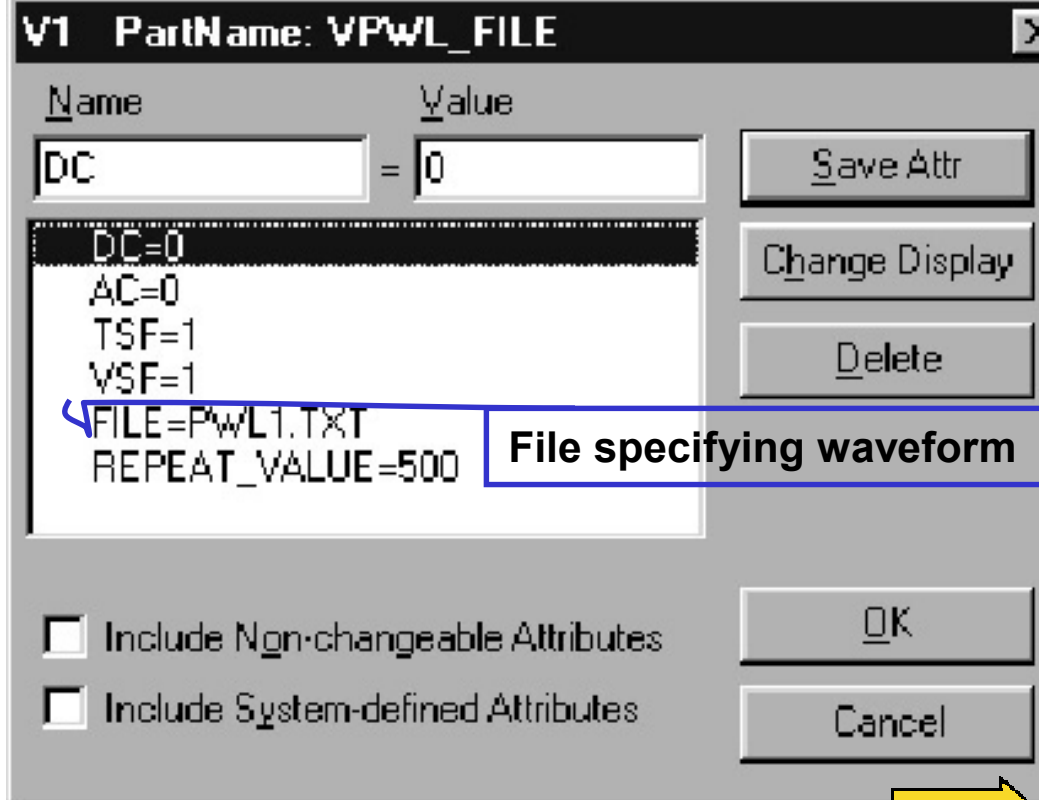 V1 PartName: VPWL_FILE
Name Value
DC = 0
Save Attr
DC=0
Change Display
AC=0
TSF=1
Delete
VSF=1
FILE=PWL1.TXT
File specifying waveform
REPEAT_VALUE=500
OK
Include Non-changeable Attributes
Include System-defined Attributes
Cancel